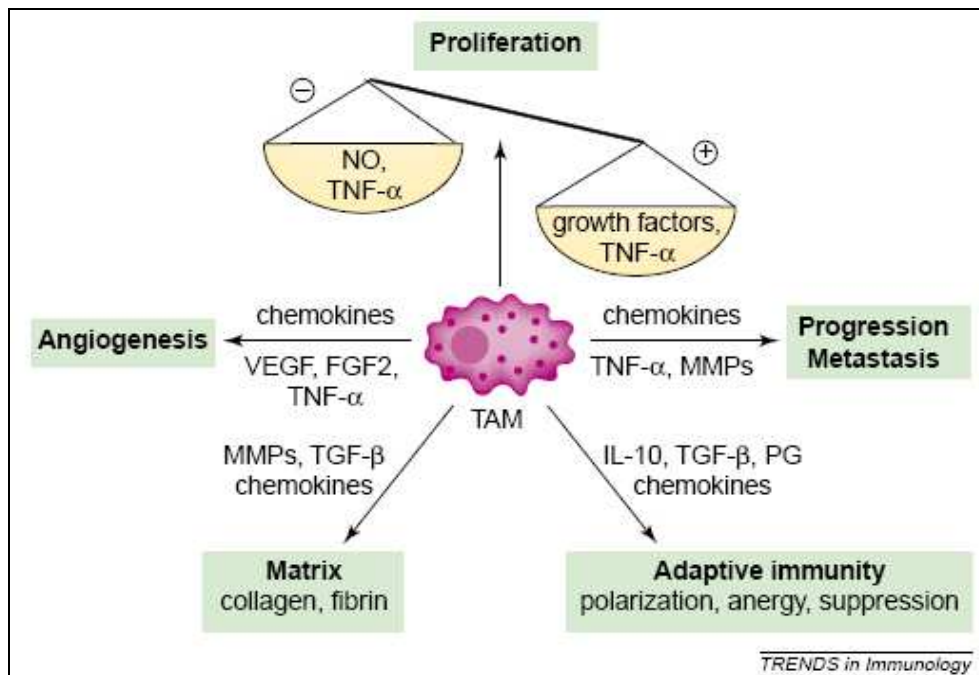 Proliferation
−
+
NO,
TNF-α
growth factors,
TNF-α
chemokines
Angiogenesis
VEGF, FGF2,
TNF-α
chemokines
TNF-α, MMPs
Progression
Metastasis
TAM
MMPs, TGF-β
chemokines
IL-10, TGF-β, PG
chemokines
Matrix
collagen, fibrin
Adaptive immunity
polarization, anergy, suppression
TRENDS in Immunology